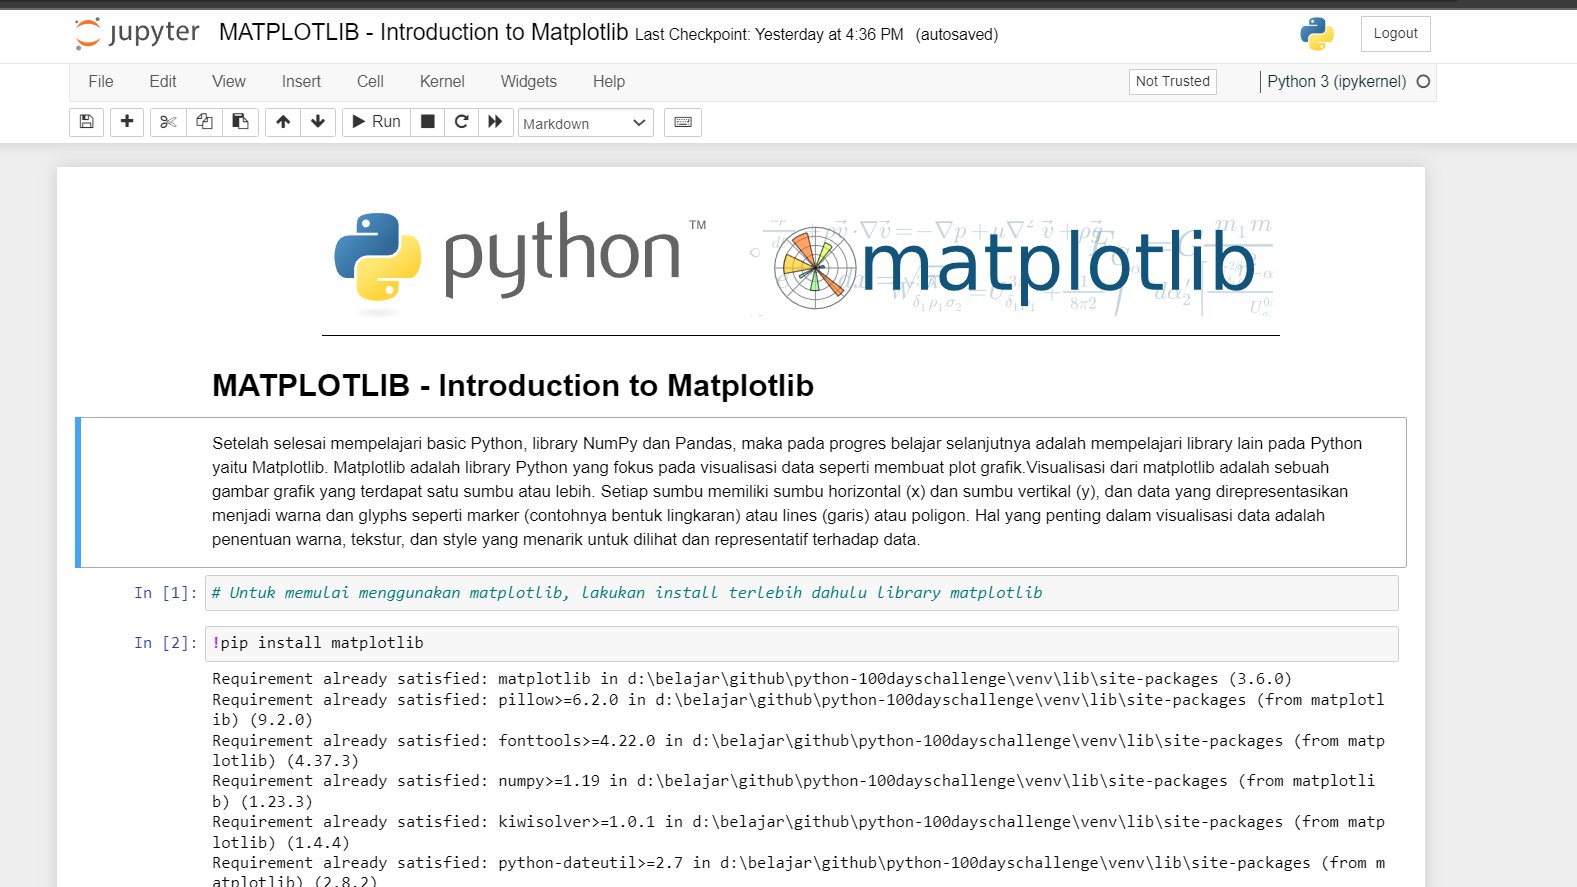 jupyter MATPLOTLIB - Introduction to Matplotlib Last Checkpoint: Yesterday at 4:36 PM (autosaved) Logout
File Edit View Insert Cell Kernel Widgets Help Not Trusted Python 3 (ipykernel)
Run Markdown
python™ matplotlib
MATPLOTLIB - Introduction to Matplotlib
Setelah selesai mempelajari basic Python, library NumPy dan Pandas, maka pada progres belajar selanjutnya adalah mempelajari library lain pada Python
yaitu Matplotlib. Matplotlib adalah library Python yang fokus pada visualisasi data seperti membuat plot grafik.Visualisasi dari matplotlib adalah sebuah
gambar grafik yang terdapat satu sumbu atau lebih. Setiap sumbu memiliki sumbu horizontal (x) dan sumbu vertikal (y), dan data yang direpresentasikan
menjadi warna dan glyphs seperti marker (contohnya bentuk lingkaran) atau lines (garis) atau poligon. Hal yang penting dalam visualisasi data adalah
penentuan warna, tekstur, dan style yang menarik untuk dilihat dan representatif terhadap data.
In [1]: # Untuk memulai menggunakan matplotlib, lakukan install terlebih dahulu library matplotlib
In [2]: !pip install matplotlib
Requirement already satisfied: matplotlib in d:\belajar\github\python-100dayschallenge\venv\lib\site-packages (3.6.0)
Requirement already satisfied: pillow>=6.2.0 in d:\belajar\github\python-100dayschallenge\venv\lib\site-packages (from matplotl
ib) (9.2.0)
Requirement already satisfied: fonttools>=4.22.0 in d:\belajar\github\python-100dayschallenge\venv\lib\site-packages (from matp
lotlib) (4.37.3)
Requirement already satisfied: numpy>=1.19 in d:\belajar\github\python-100dayschallenge\venv\lib\site-packages (from matplotli
b) (1.23.3)
Requirement already satisfied: kiwisolver>=1.0.1 in d:\belajar\github\python-100dayschallenge\venv\lib\site-packages (from matp
lotlib) (1.4.4)
Requirement already satisfied: python-dateutil>=2.7 in d:\belajar\github\python-100dayschallenge\venv\lib\site-packages (from m
atplotlib) (2.8.2)